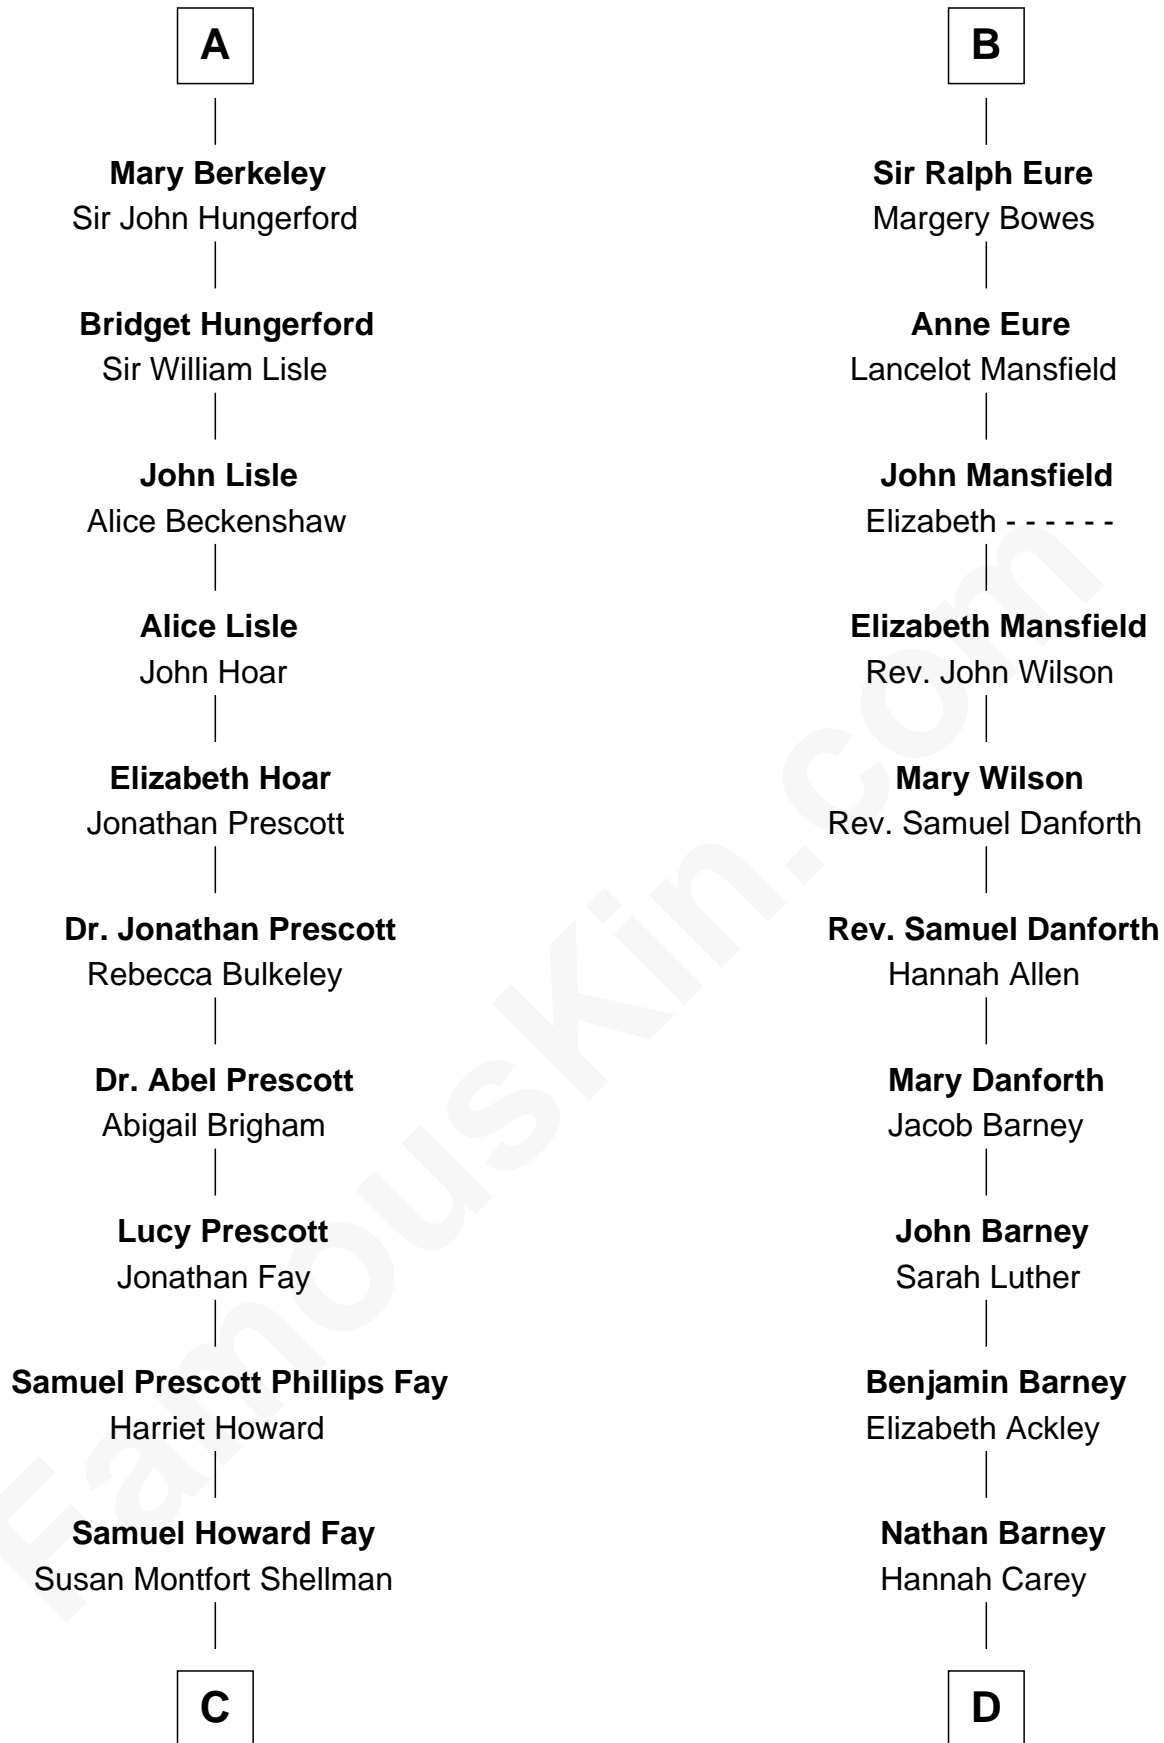 A
Mary Berkeley
Sir John Hungerford
Bridget Hungerford
Sir William Lisle
John Lisle
Alice Beckenshaw
Alice Lisle
John Hoar
Elizabeth Hoar
Jonathan Prescott
Dr. Jonathan Prescott
Rebecca Bulkeley
Dr. Abel Prescott
Abigail Brigham
Lucy Prescott
Jonathan Fay
Samuel Prescott Phillips Fay
Harriet Howard
Samuel Howard Fay
Susan Montfort Shellman
C
B
Sir Ralph Eure
Margery Bowes
Anne Eure
Lancelot Mansfield
John Mansfield
Elizabeth - - - - - -
Elizabeth Mansfield
Rev. John Wilson
Mary Wilson
Rev. Samuel Danforth
Rev. Samuel Danforth
Hannah Allen
Mary Danforth
Jacob Barney
John Barney
Sarah Luther
Benjamin Barney
Elizabeth Ackley
Nathan Barney
Hannah Carey
D
FamousKin.com